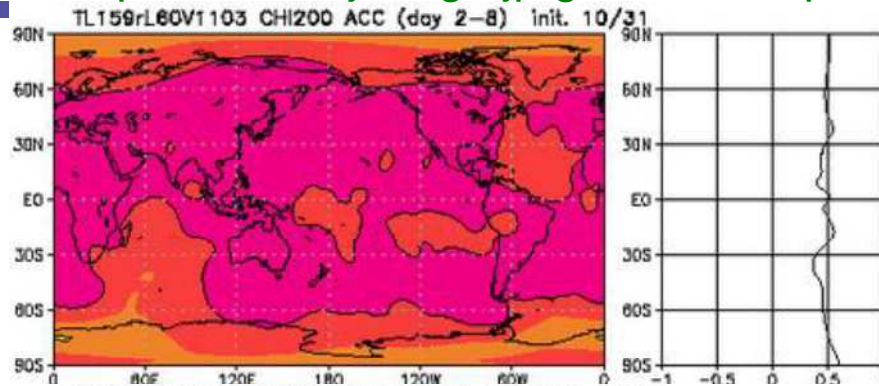 TL159rL60V1103 CHI200 ACC (day 2-8) init. 10/31
90N 90N
60N 60N
30N 30N
EQ EQ
30S 30S
60S 60S
90S 90S
0 60E 120E 180 120W 60W 0 -1 -0.5 0 0.5